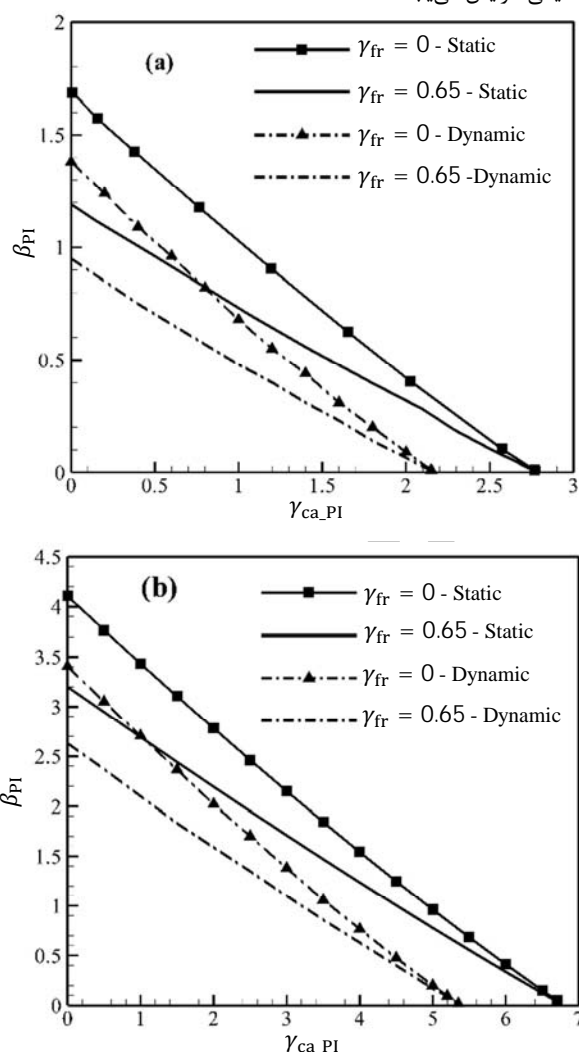 (a)
γfr = 0 - Static
γfr = 0.65 - Static
γfr = 0 - Dynamic
γfr = 0.65 -Dynamic
2
1.5
1
0.5
0
βPI
0 0.5 1 1.5 2 2.5 3
γca_PI
(b)
γfr = 0 - Static
γfr = 0.65 - Static
γfr = 0 - Dynamic
γfr = 0.65 - Dynamic
4.5
4
3.5
3
2.5
2
1.5
1
0.5
0
βPI
0 1 2 3 4 5 6 7
γca_PI